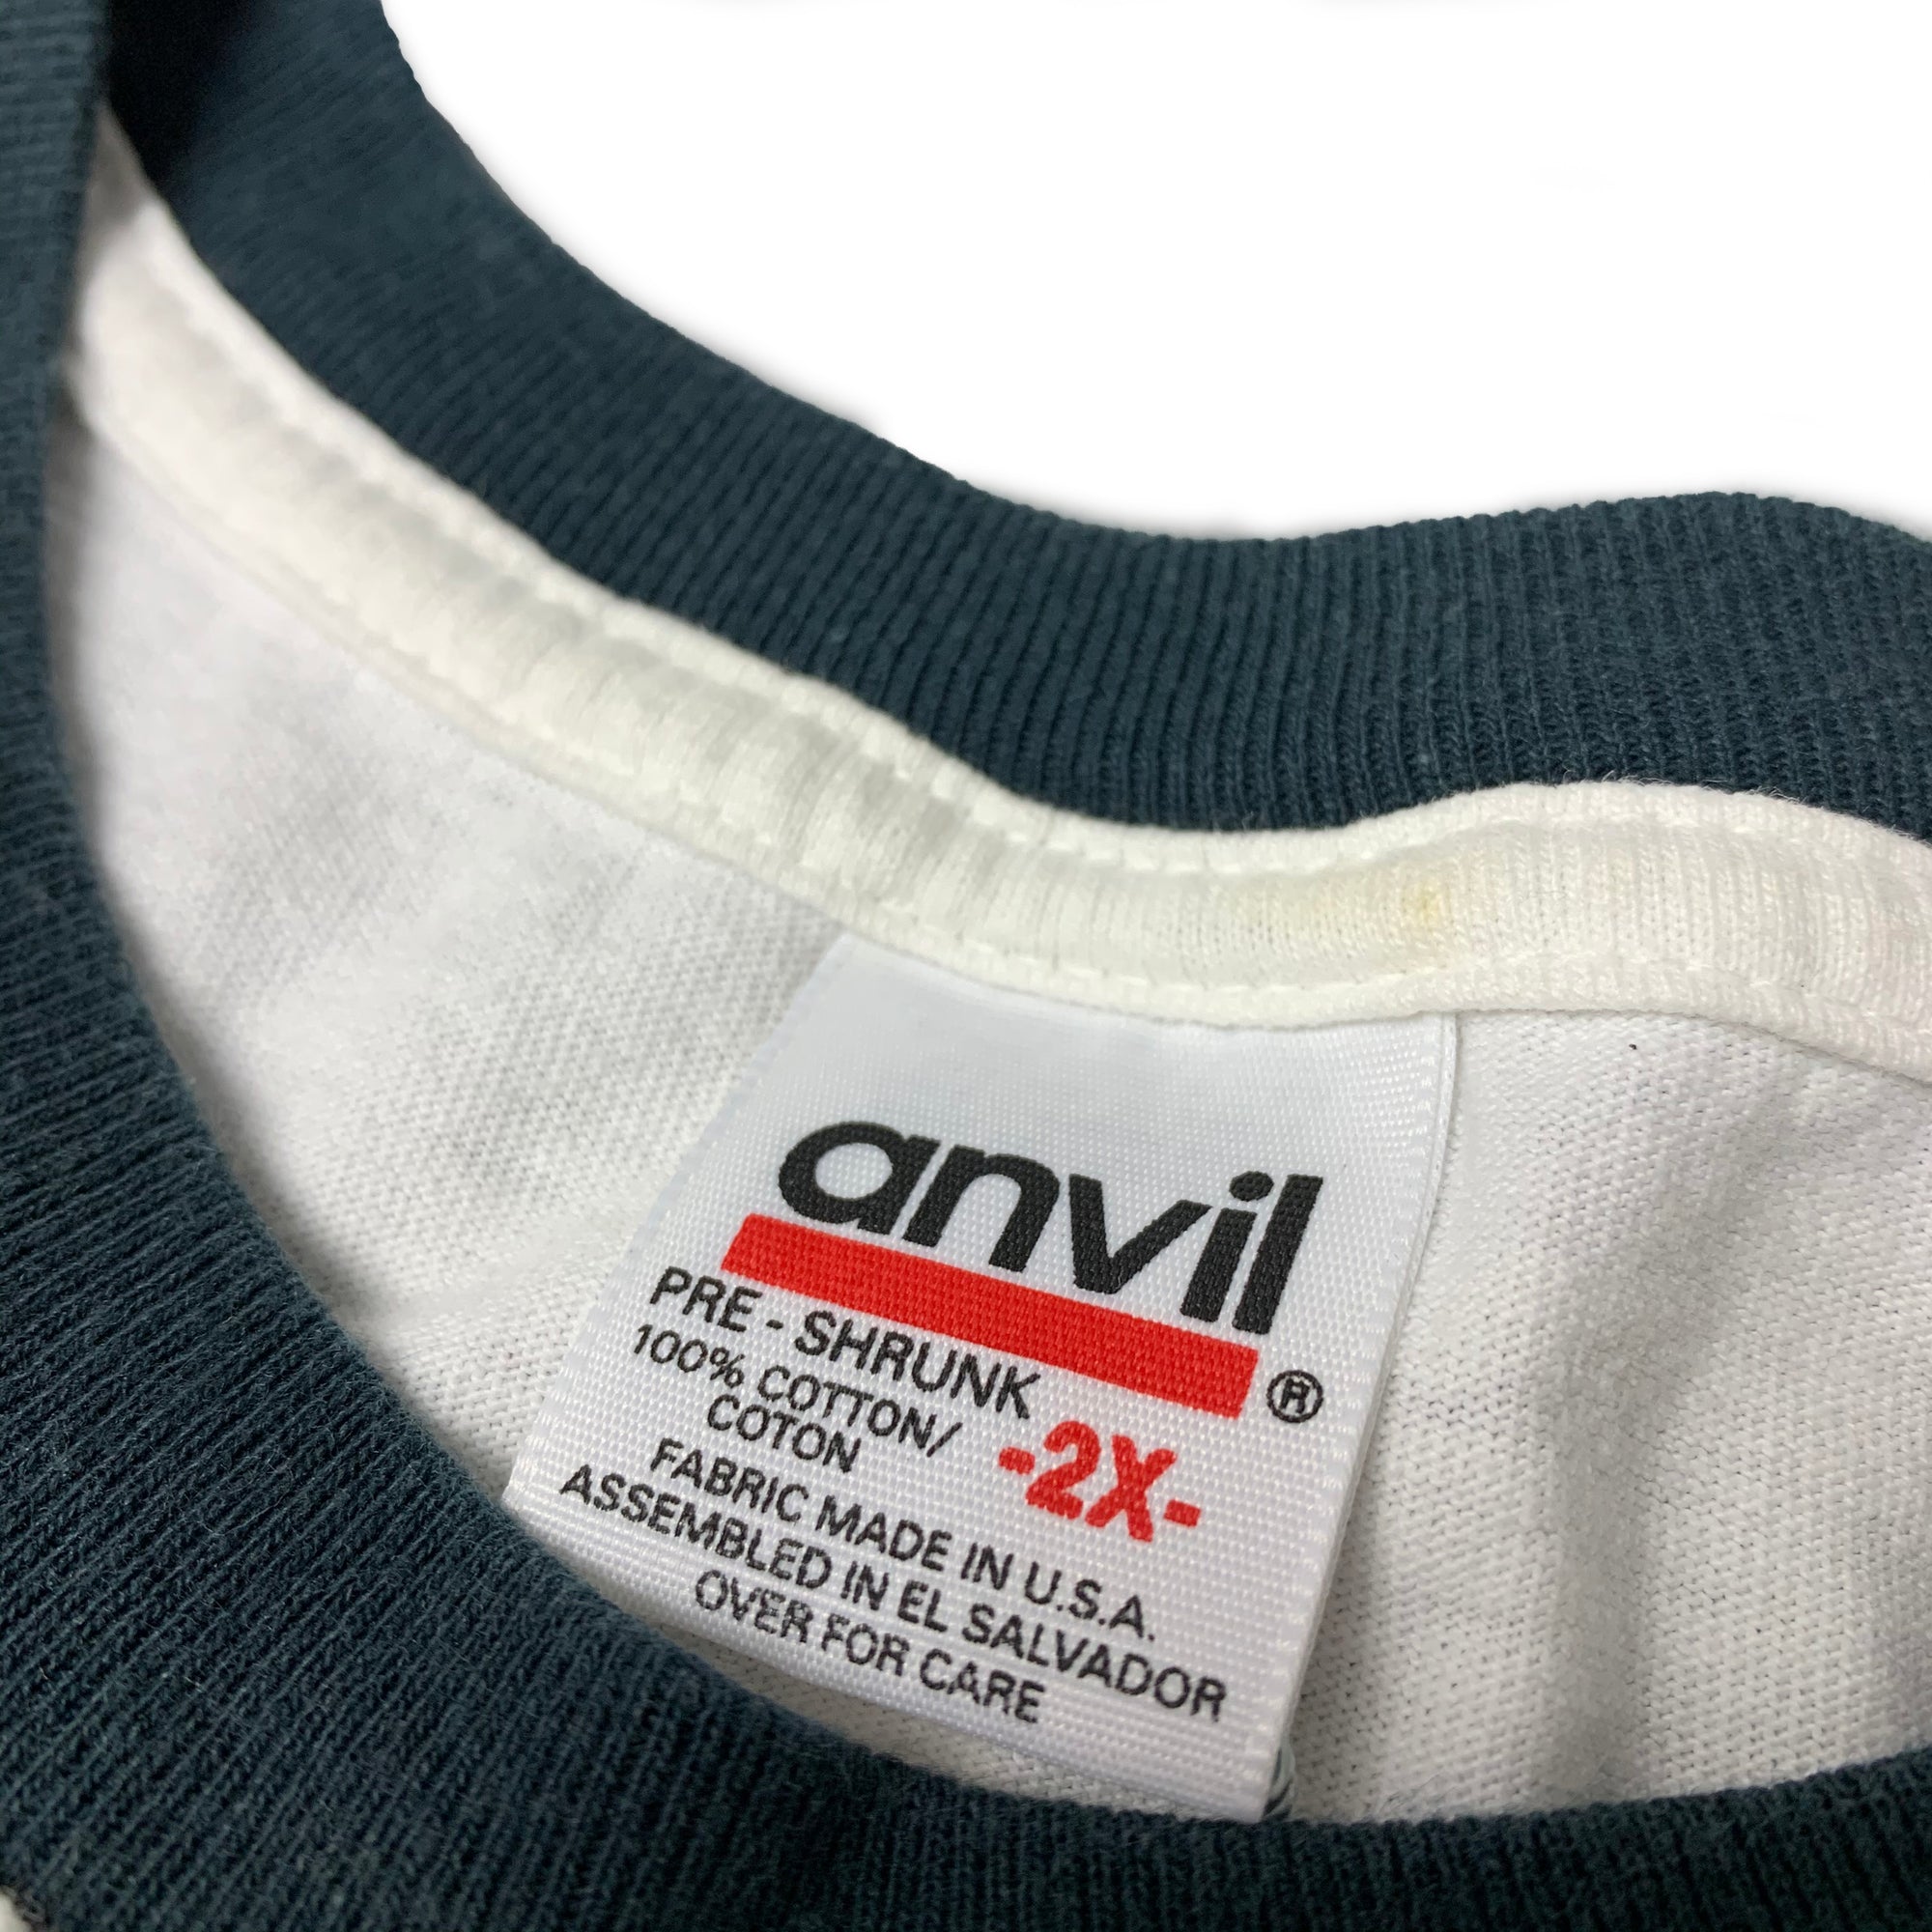 anvil®
PRE - SHRUNK
100% COTTON/
COTON
-2X-
FABRIC MADE IN U.S.A.
ASSEMBLED IN EL SALVADOR
OVER FOR CARE